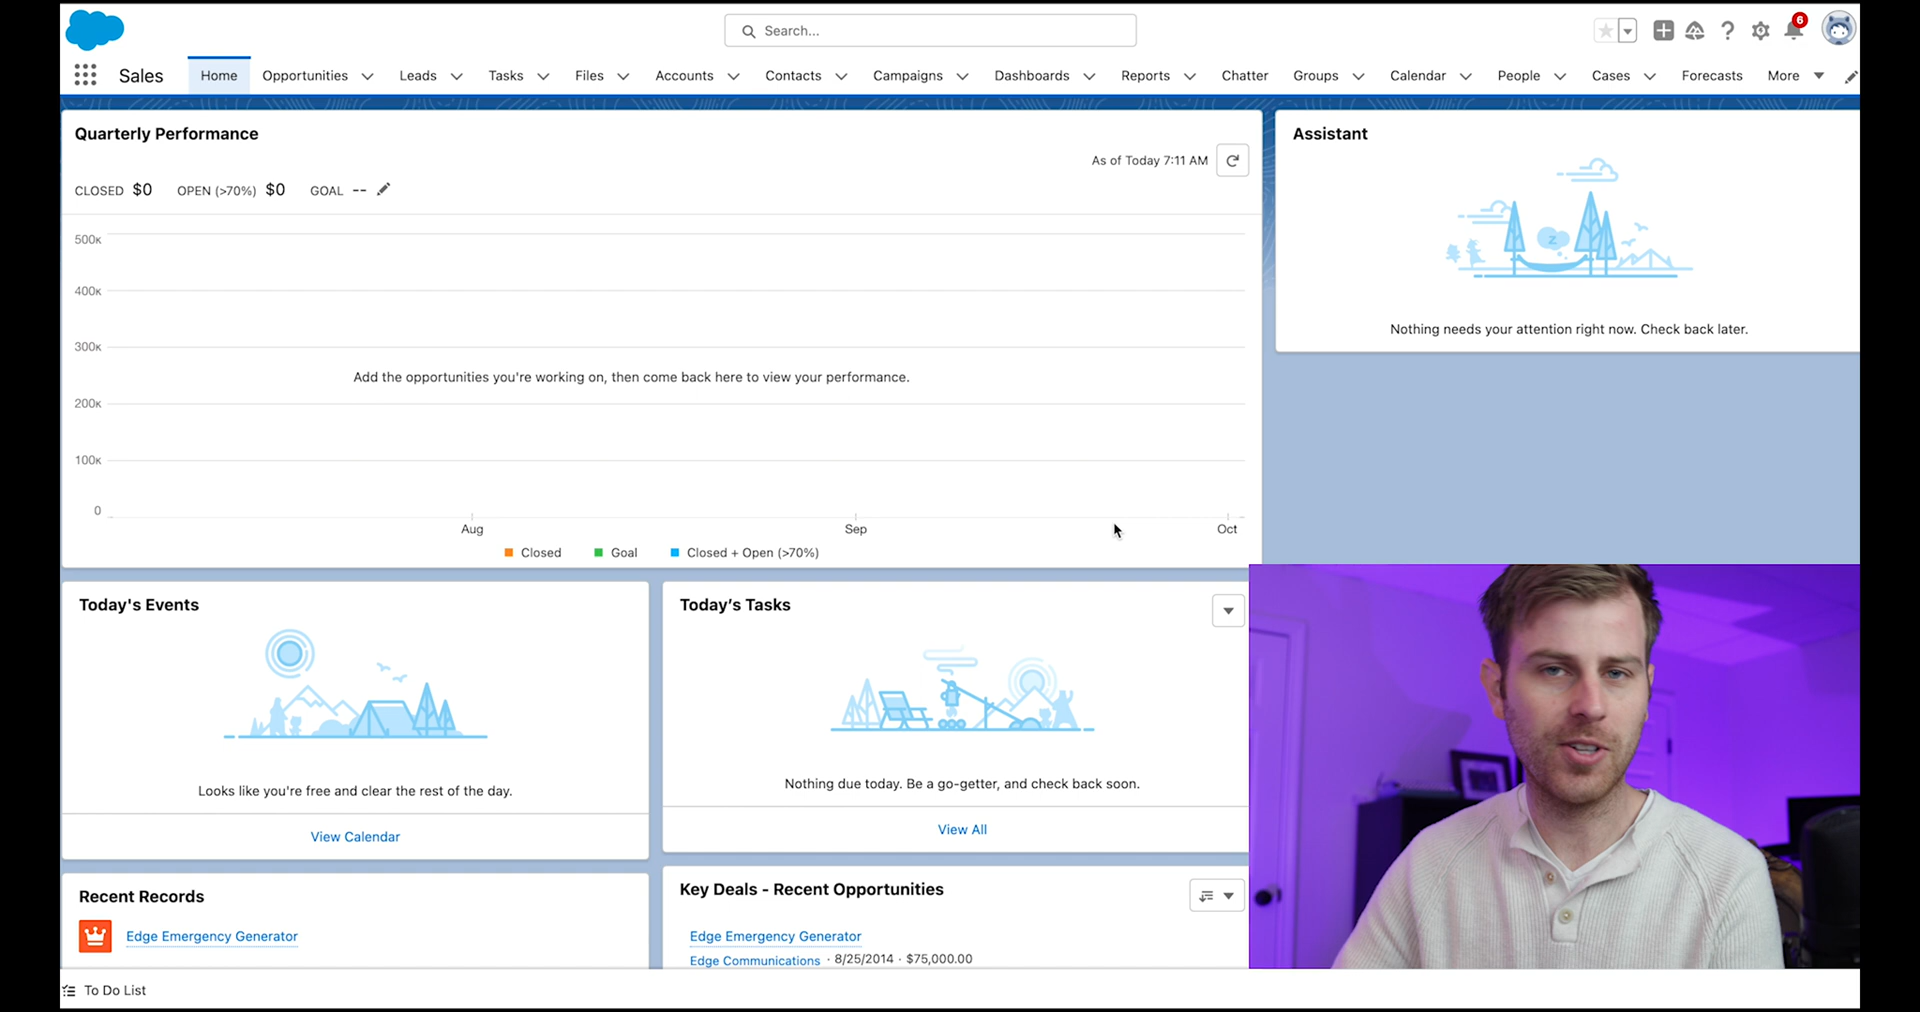 Search...
6
Sales
Home
Opportunities
Leads
Tasks
Files
Accounts
Contacts
Campaigns
Dashboards
Reports
Chatter
Groups
Calendar
People
Cases
Forecasts
More
Quarterly Performance
As of Today 7:11 AM
CLOSED $0 OPEN (>70%) $0 GOAL --
500K
400K
300K
200K
100K
0
Add the opportunities you're working on, then come back here to view your performance.
Aug
Sep
Oct
Closed
Goal
Closed + Open (>70%)
Assistant
z
Nothing needs your attention right now. Check back later.
Today's Events
Looks like you're free and clear the rest of the day.
View Calendar
Today's Tasks
Nothing due today. Be a go-getter, and check back soon.
View All
Recent Records
Edge Emergency Generator
Key Deals - Recent Opportunities
Edge Emergency Generator
Edge Communications · 8/25/2014 · $75,000.00
To Do List